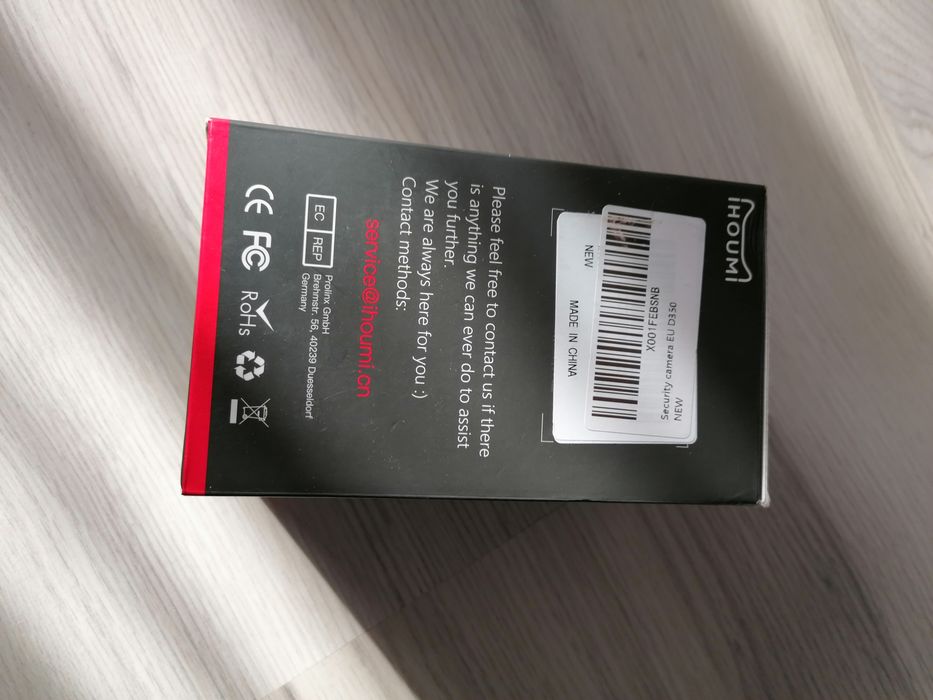 iHOUMi
X001FEBSNB
Security camera EU D350
NEW
NEW
MADE IN CHINA
Please feel free to contact us if there
is anything we can ever do to assist
you further.
We are always here for you :)
Contact methods:
service@ihoumi.cn
EC REP
Prolinx GmbH
Brehmstr. 56, 40239 Duesseldorf
Germany
CE FC RoHS